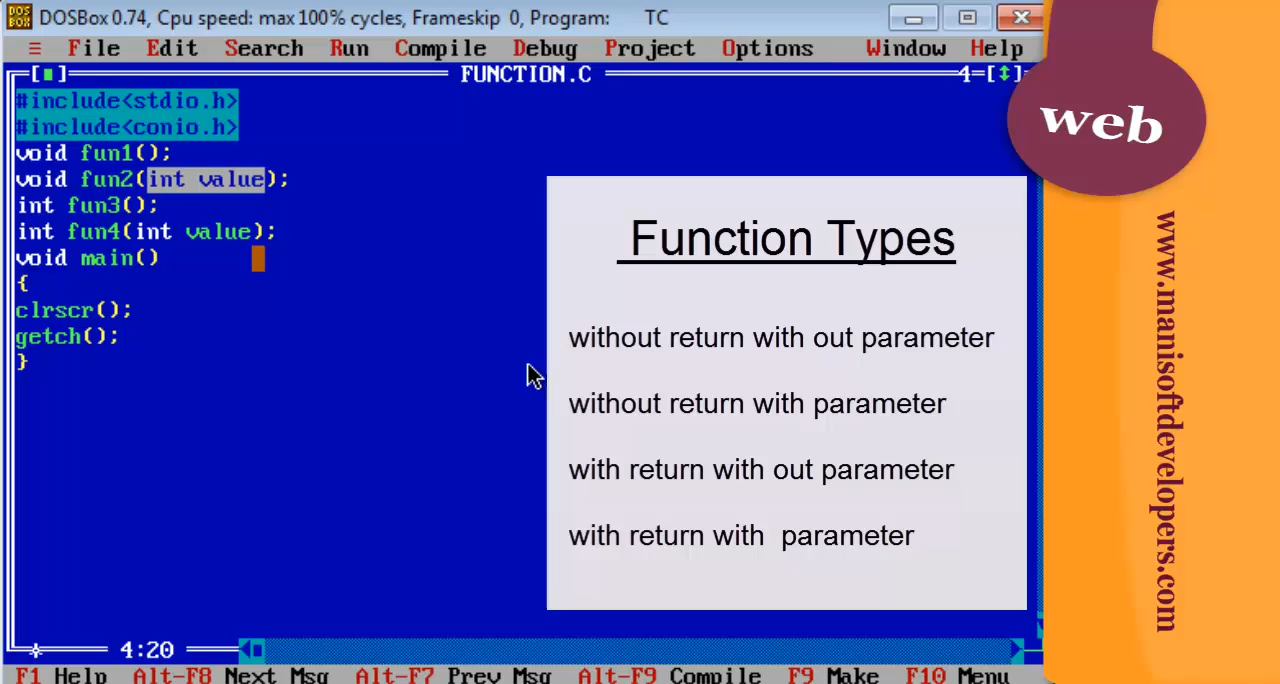 DOSBox 0.74, Cpu speed: max 100% cycles, Frameskip 0, Program: TC
≡ File Edit Search Run Compile Debug Project Options Window Help
[■] FUNCTION.C 4=[↕]
#include<stdio.h>
#include<conio.h>
void fun1();
void fun2(int value);
int fun3();
int fun4(int value);
void main()
{
clrscr();
getch();
}
4:20
F1 Help Alt-F8 Next Msg Alt-F7 Prev Msg Alt-F9 Compile F9 Make F10 Menu
Function Types
without return with out parameter
without return with parameter
with return with out parameter
with return with parameter
web
www.manisoftdevelopers.com
DOS
BOX